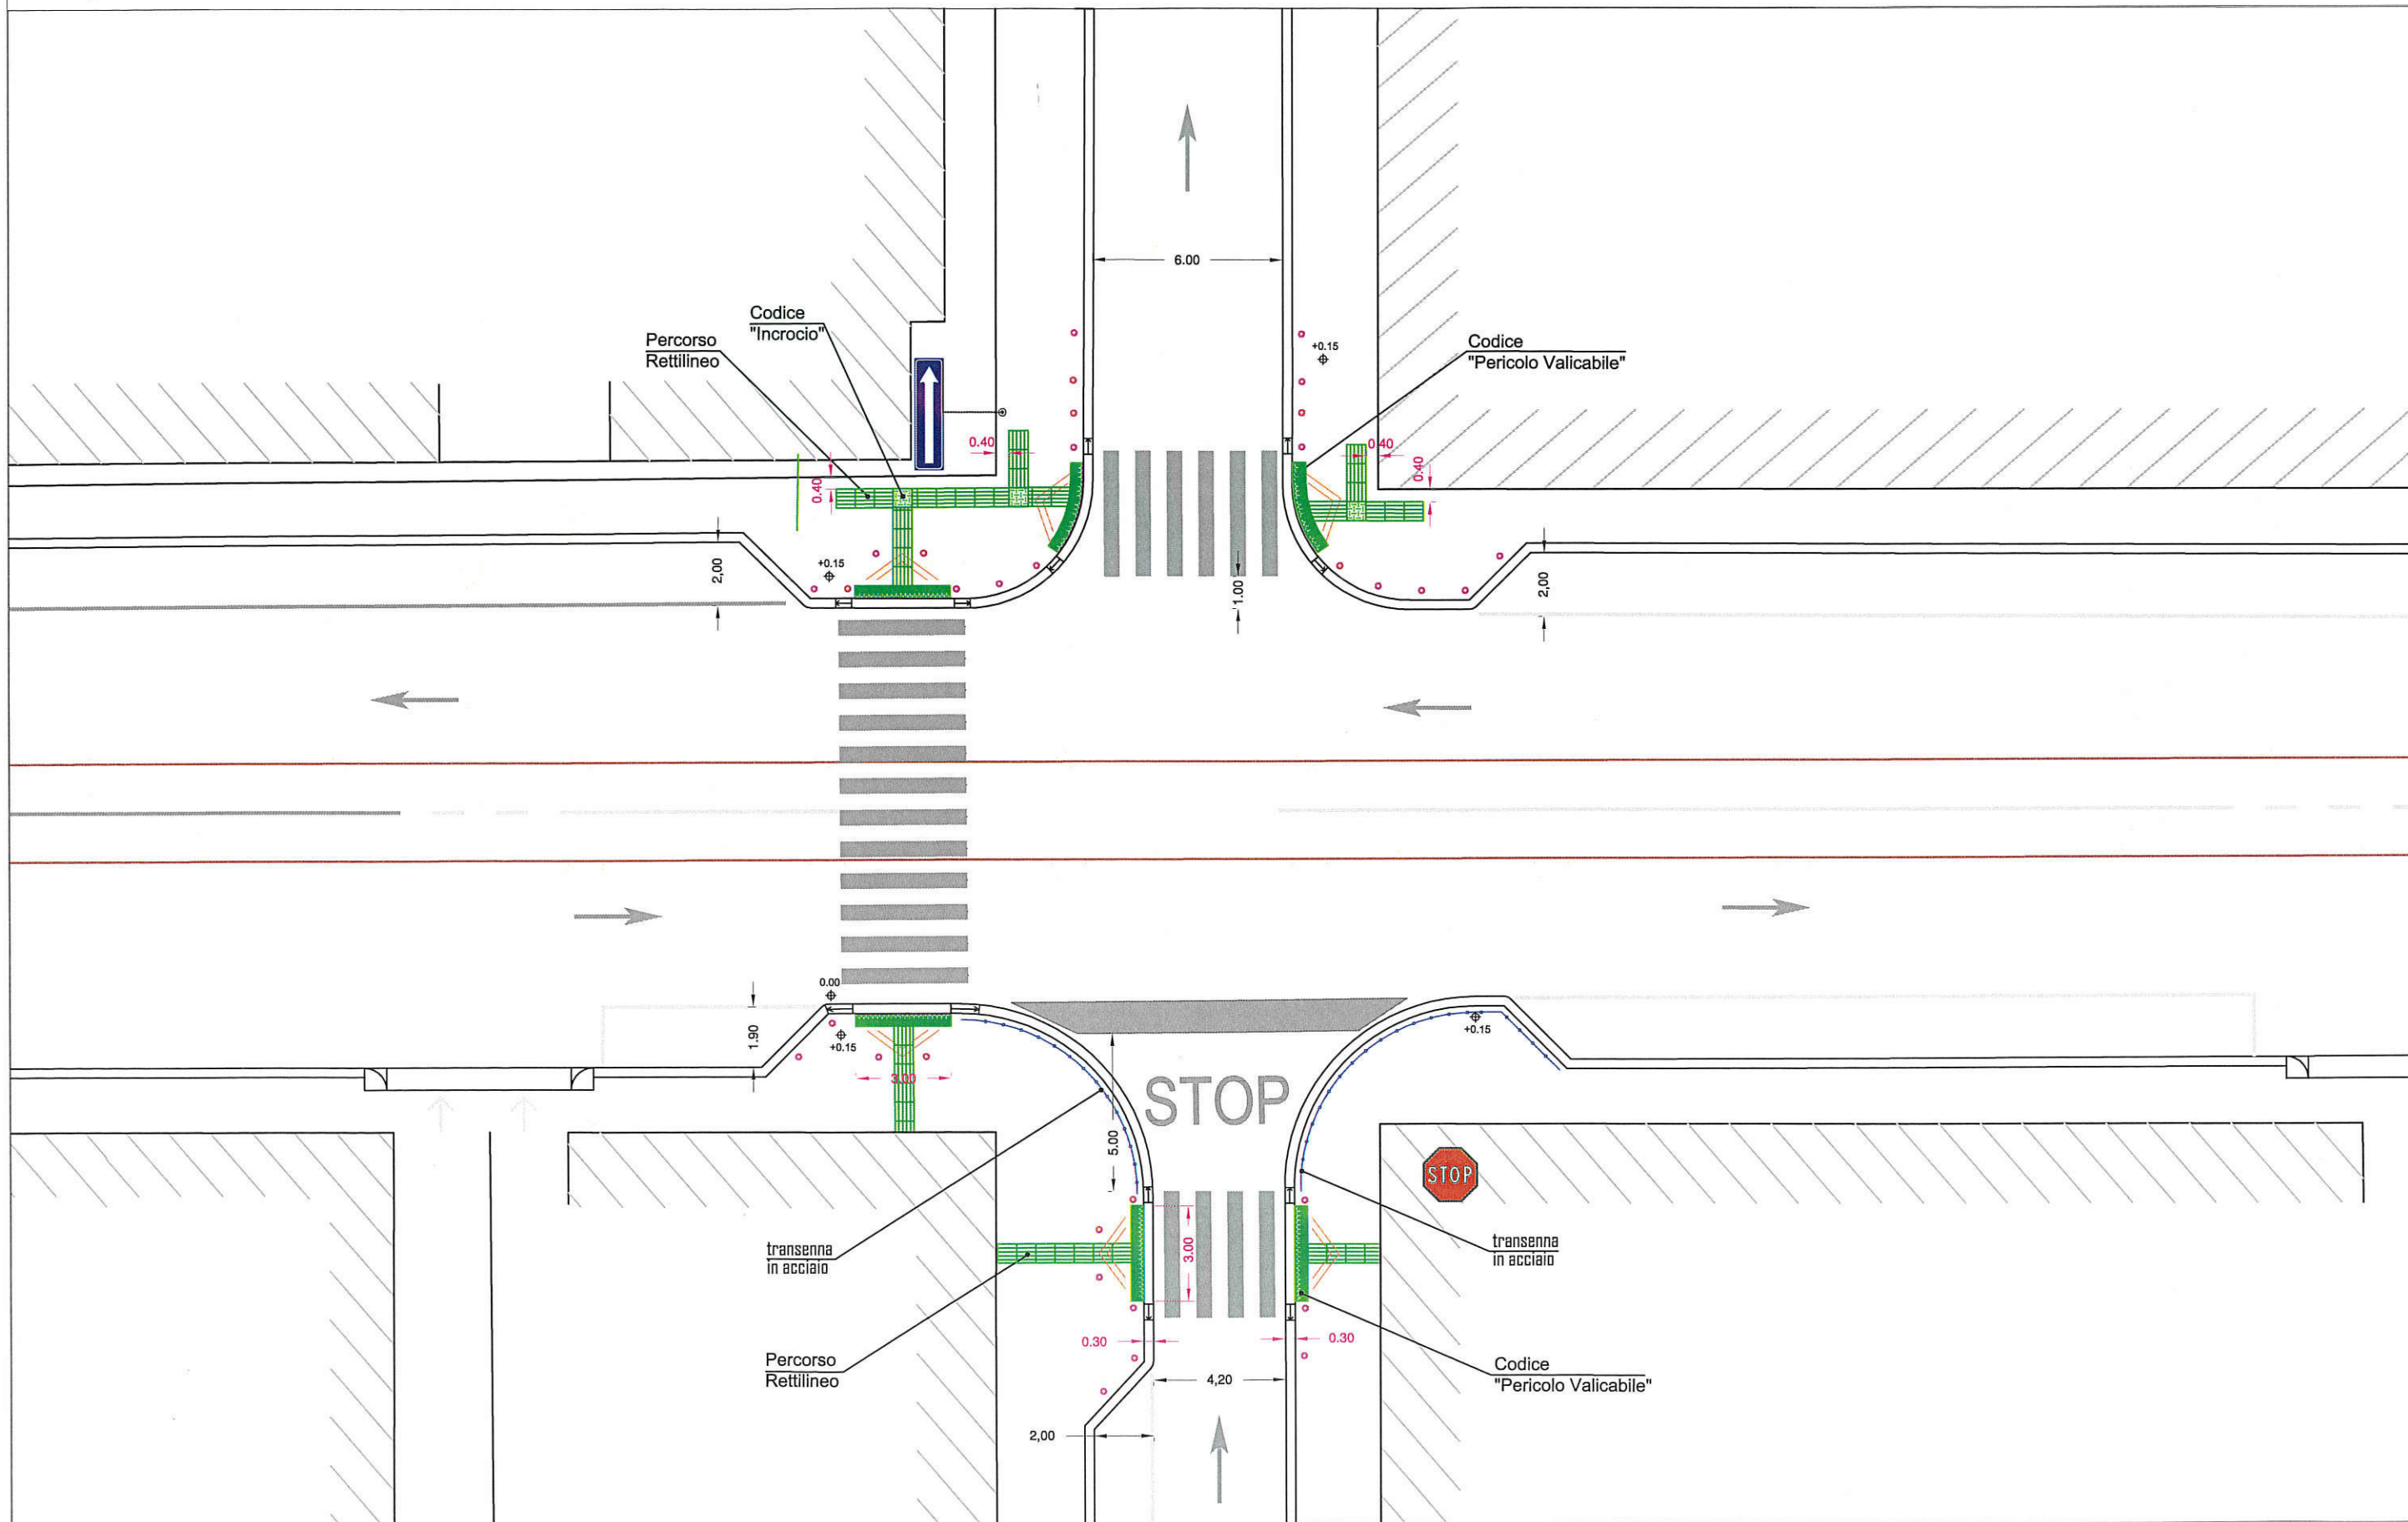 6.00
Codice
"Incrocio"
Percorso
Rettilineo
+0.15
Codice
"Pericolo Valicabile"
0.40
0.40
0.40
0.40
2,00
+0.15
1.00
2,00
0.00
1.90
+0.15
3.00
+0.15
STOP
5.00
STOP
transenna
in acciaio
3.00
transenna
in acciaio
0.30
0.30
Percorso
Rettilineo
4,20
Codice
"Pericolo Valicabile"
2,00